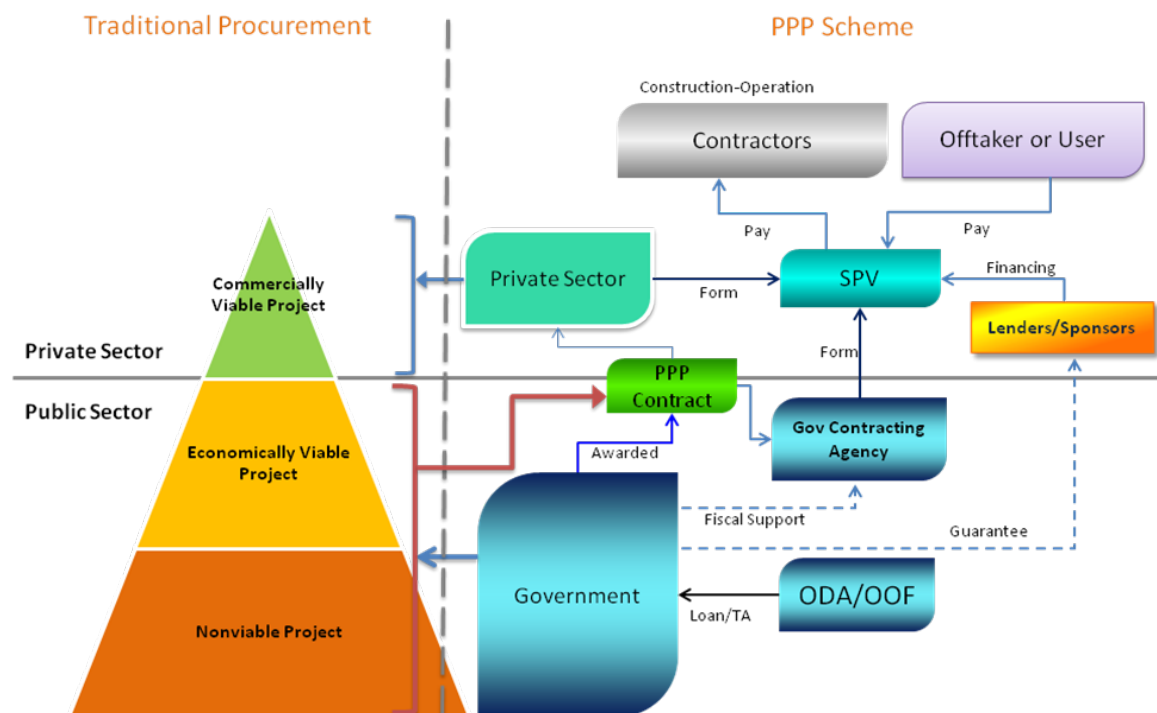 Traditional Procurement
PPP Scheme
Construction-Operation
Contractors
Offtaker or User
Pay
Pay
Commercially
Viable Project
Private Sector
SPV
Form
Financing
Lenders/Sponsors
Private Sector
Form
Public Sector
PPP
Contract
Gov Contracting
Agency
Economically Viable
Project
Awarded
Fiscal Support
Guarantee
Government
ODA/OOF
Loan/TA
Nonviable Project